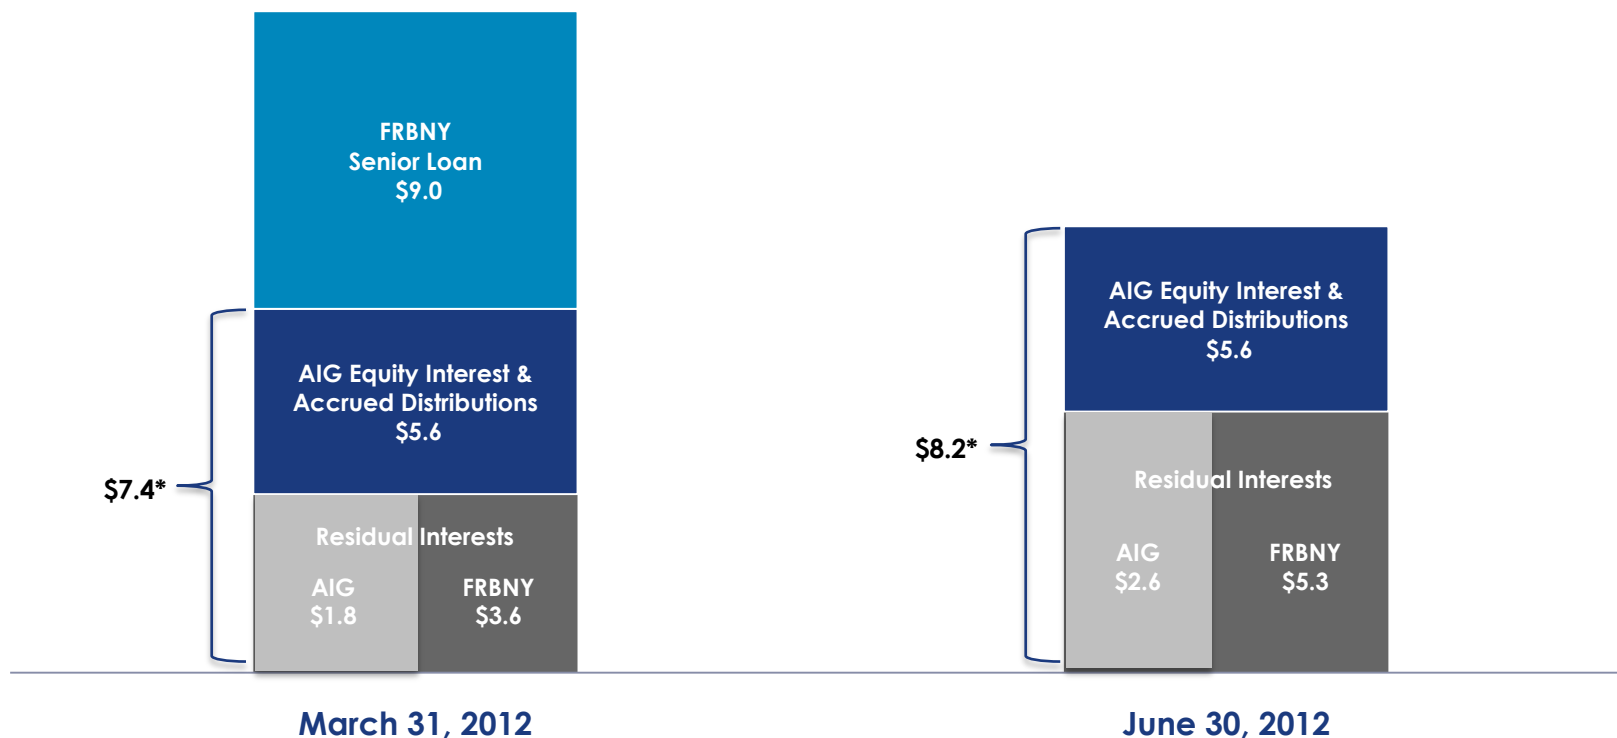 FRBNY
Senior Loan
$9.0
AIG Equity Interest &
Accrued Distributions
$5.6
$7.4*
Residual Interests
AIG
$1.8
FRBNY
$3.6
March 31, 2012
AIG Equity Interest &
Accrued Distributions
$5.6
$8.2*
Residual Interests
AIG
$2.6
FRBNY
$5.3
June 30, 2012